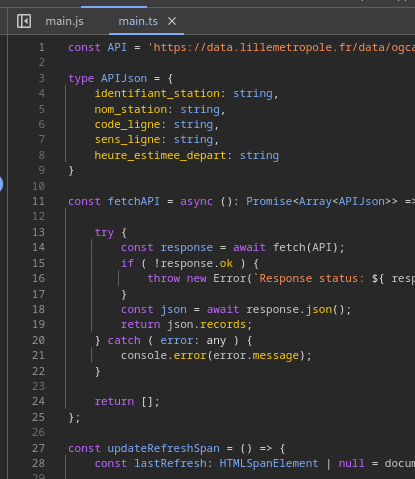 main.js
main.ts
1 const API = 'https://data.lillemetropole.fr/data/ogca
2
3 type APIJson = {
4 identifiant_station: string,
5 nom_station: string,
6 code_ligne: string,
7 sens_ligne: string,
8 heure_estimee_depart: string
9 }
10
11 const fetchAPI = async (): Promise<Array<APIJson>> =>
12
13 try {
14 const response = await fetch(API);
15 if ( !response.ok ) {
16 throw new Error(`Response status: ${ resp
17 }
18 const json = await response.json();
19 return json.records;
20 } catch ( error: any ) {
21 console.error(error.message);
22 }
23
24 return [];
25 };
26
27 const updateRefreshSpan = () => {
28 const lastRefresh: HTMLSpanElement | null = docum
29